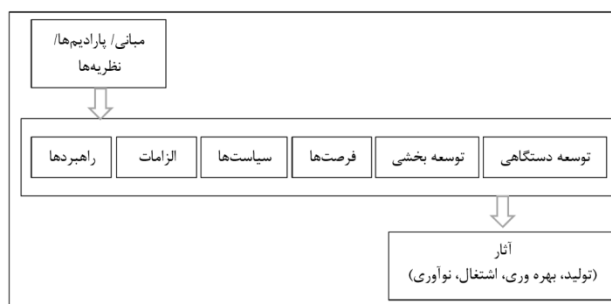 مبانی/ پارادیم‌ها/
نظریه‌ها
توسعه دستگاهی
توسعه بخشی
فرصت‌ها
سیاست‌ها
الزامات
راهبردها
آثار
(تولید، بهره وری، اشتغال، نوآوری)